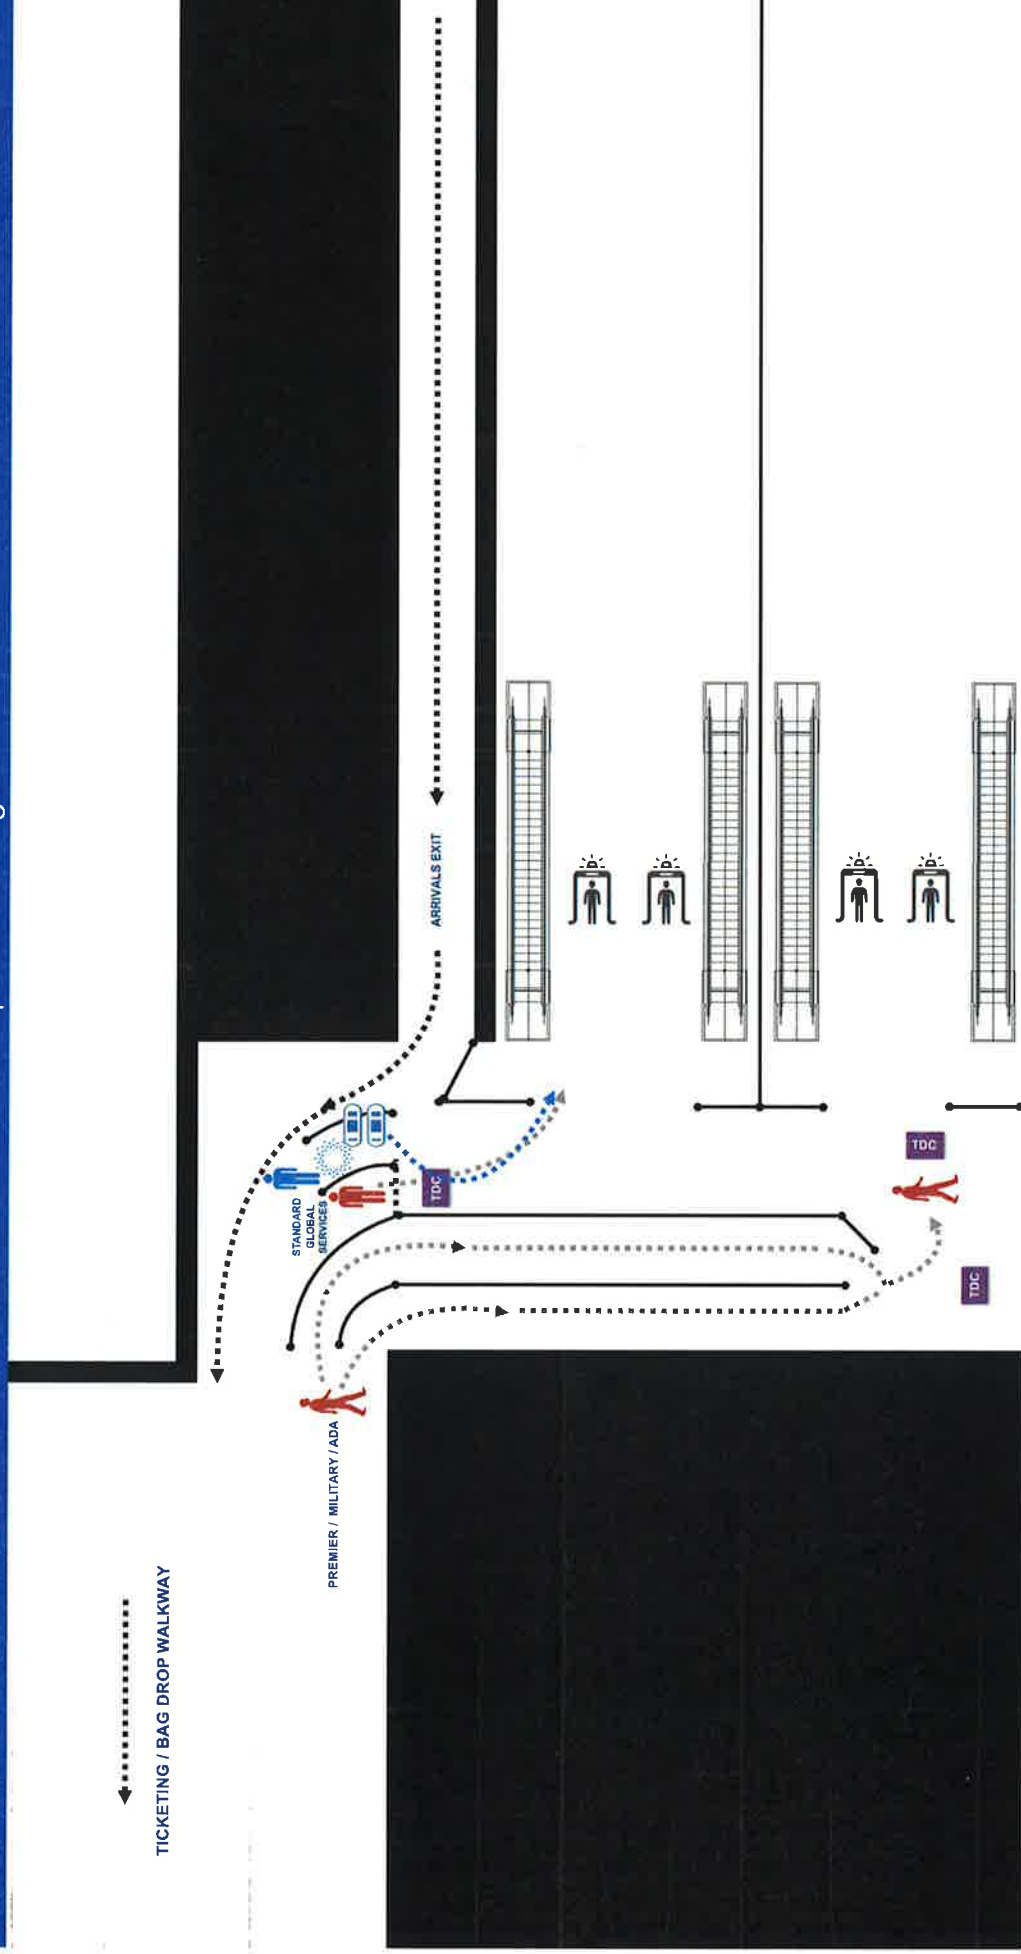 ARRIVALS EXIT
STANDARD
GLOBAL
SERVICES
TDC
TDC
TDC
PREMIER / MILITARY / ADA
TICKETING / BAG DROP WALKWAY